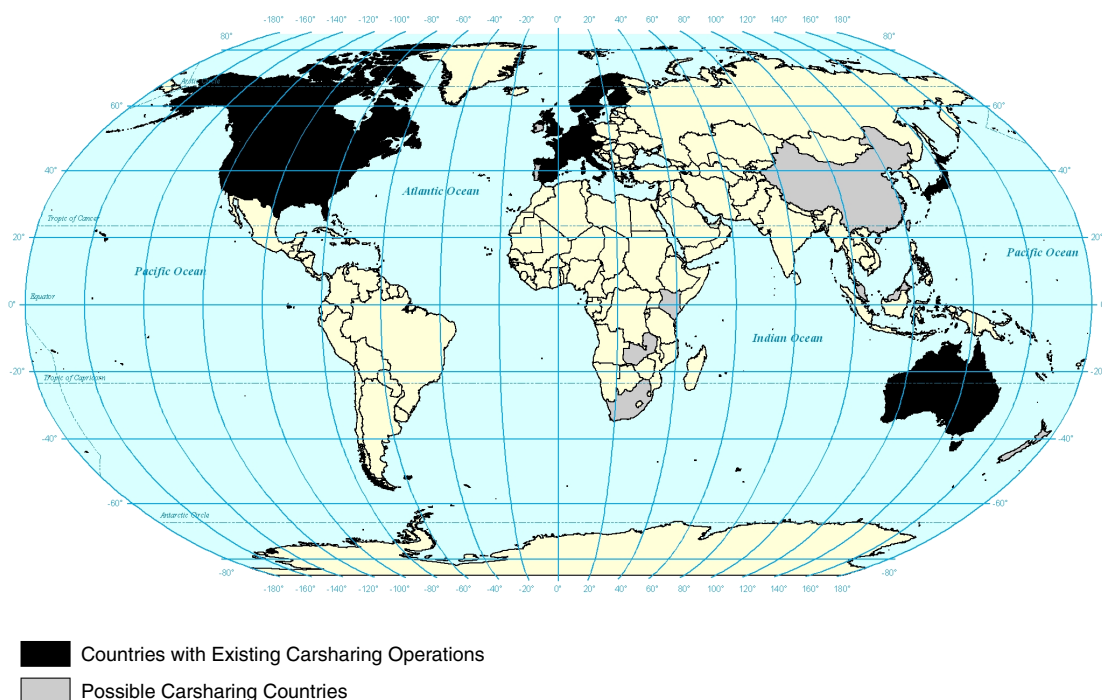 -180° -160° -140° -120° -100° -80° -60° -40° -20° 0° 20° 40° 60° 80° 100° 120° 140° 160° 180°
80° 80°
Arctic Circle
60° 60°
40° 40°
Atlantic Ocean
Tropic of Cancer
20° 20°
Pacific Ocean Pacific Ocean
Equator
0° 0°
Indian Ocean
-20° -20°
Tropic of Capricorn
-40° -40°
-60° -60°
Antarctic Circle
-80° -80°
-180° -160° -140° -120° -100° -80° -60° -40° -20° 0° 20° 40° 60° 80° 100° 120° 140° 160° 180°
Countries with Existing Carsharing Operations
Possible Carsharing Countries